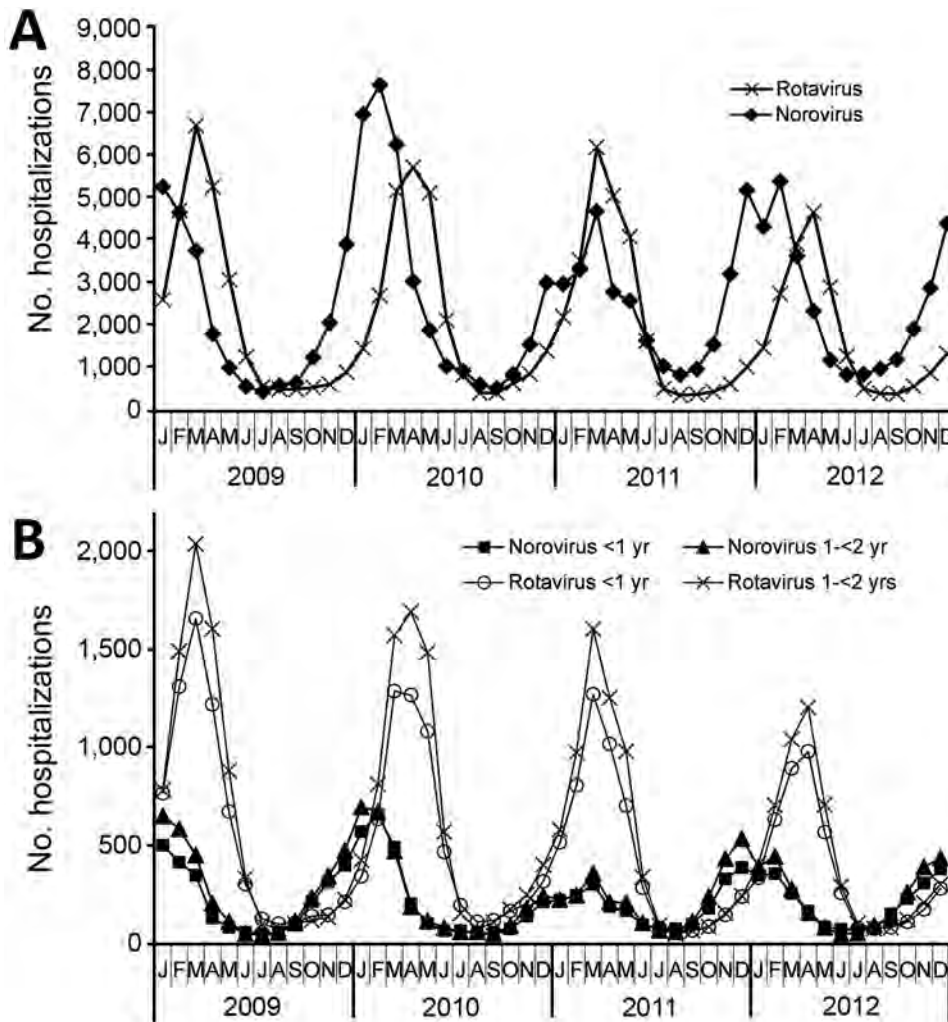 A
9,000
8,000
7,000
6,000
5,000
4,000
3,000
2,000
1,000
0
No. hospitalizations
Rotavirus
Norovirus
J F M A M J J A S O N D J F M A M J J A S O N D J F M A M J J A S O N D J F M A M J J A S O N D
2009 2010 2011 2012
B
2,000
1,500
1,000
500
0
No. hospitalizations
Norovirus <1 yr Norovirus 1-<2 yr
Rotavirus <1 yr Rotavirus 1-<2 yrs
J F M A M J J A S O N D J F M A M J J A S O N D J F M A M J J A S O N D J F M A M J J A S O N D
2009 2010 2011 2012